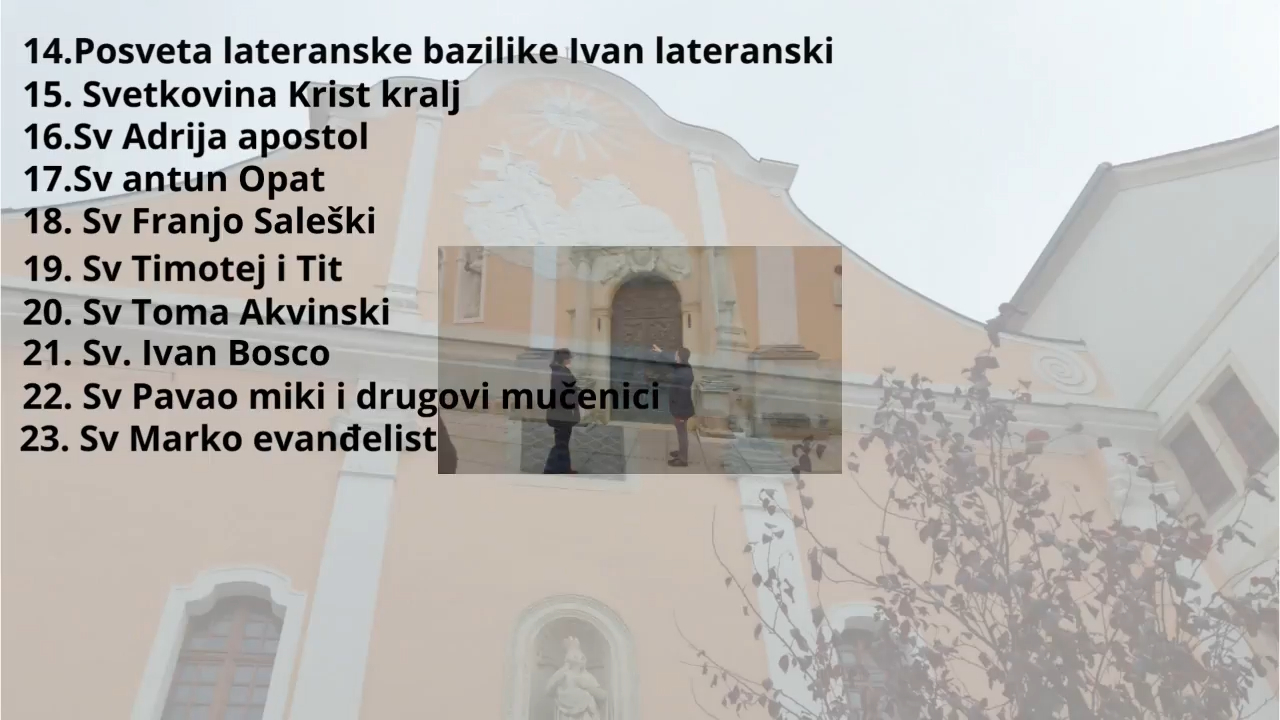 14.Posveta lateranske bazilike Ivan lateranski
15. Svetkovina Krist kralj
16.Sv Adrija apostol
17.Sv antun Opat
18. Sv Franjo Saleški
19. Sv Timotej i Tit
20. Sv Toma Akvinski
21. Sv. Ivan Bosco
22. Sv Pavao miki i drugovi mučenici
23. Sv Marko evanđelist